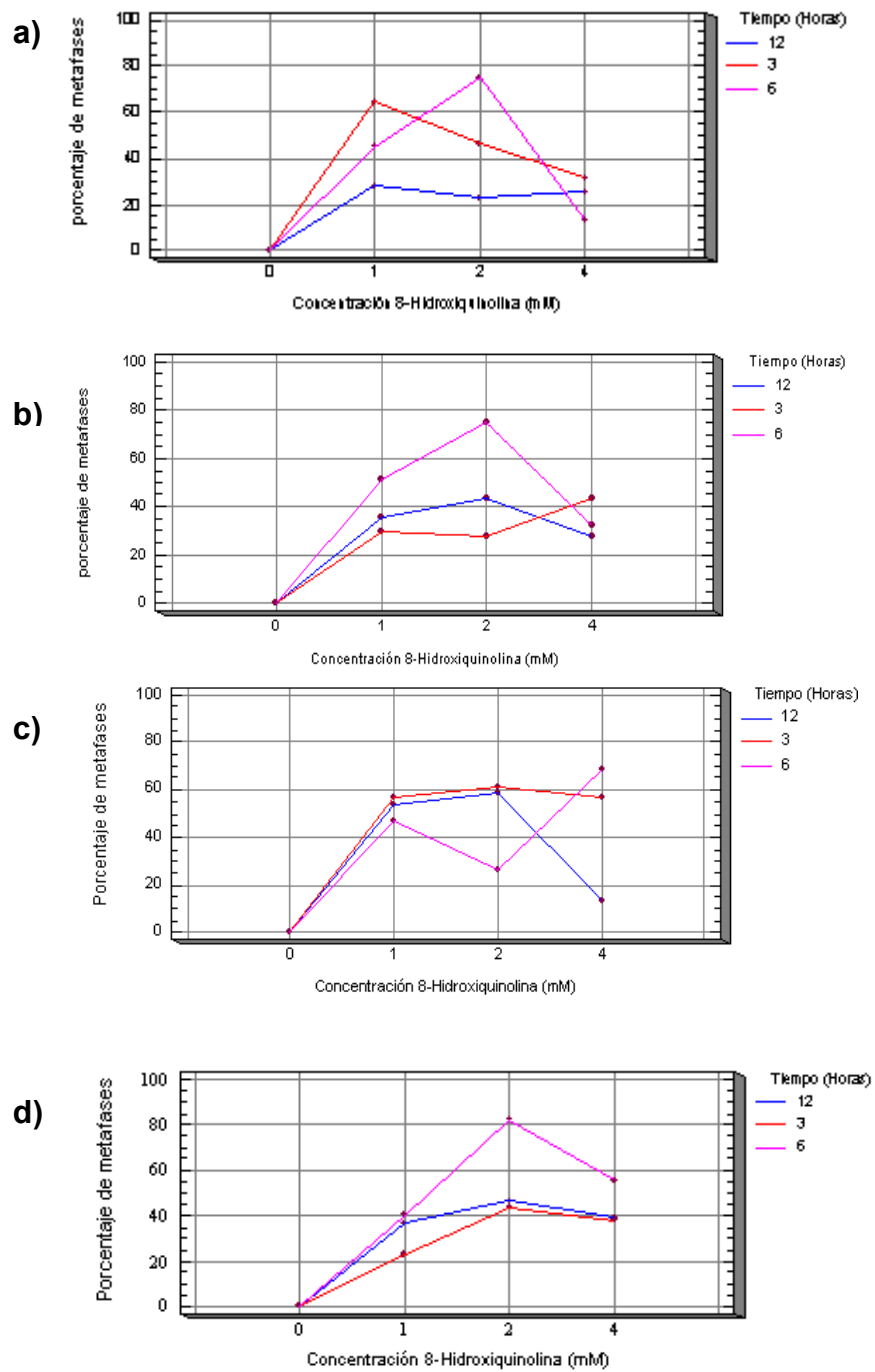 a)
porcentaje de metafases
100
80
60
40
20
0
0 1 2 4
Concentración 8-Hidroxiquinolina (mM)
Tiempo (Horas)
12
3
6
b)
porcentaje de metafases
100
80
60
40
20
0
0 1 2 4
Concentración 8-Hidroxiquinolina (mM)
Tiempo (Horas)
12
3
6
c)
Porcentaje de metafases
100
80
60
40
20
0
0 1 2 4
Concentración 8-Hidroxiquinolina (mM)
Tiempo (Horas)
12
3
6
d)
Porcentaje de metafases
100
80
60
40
20
0
0 1 2 4
Concentración 8-Hidroxiquinolina (mM)
Tiempo (Horas)
12
3
6